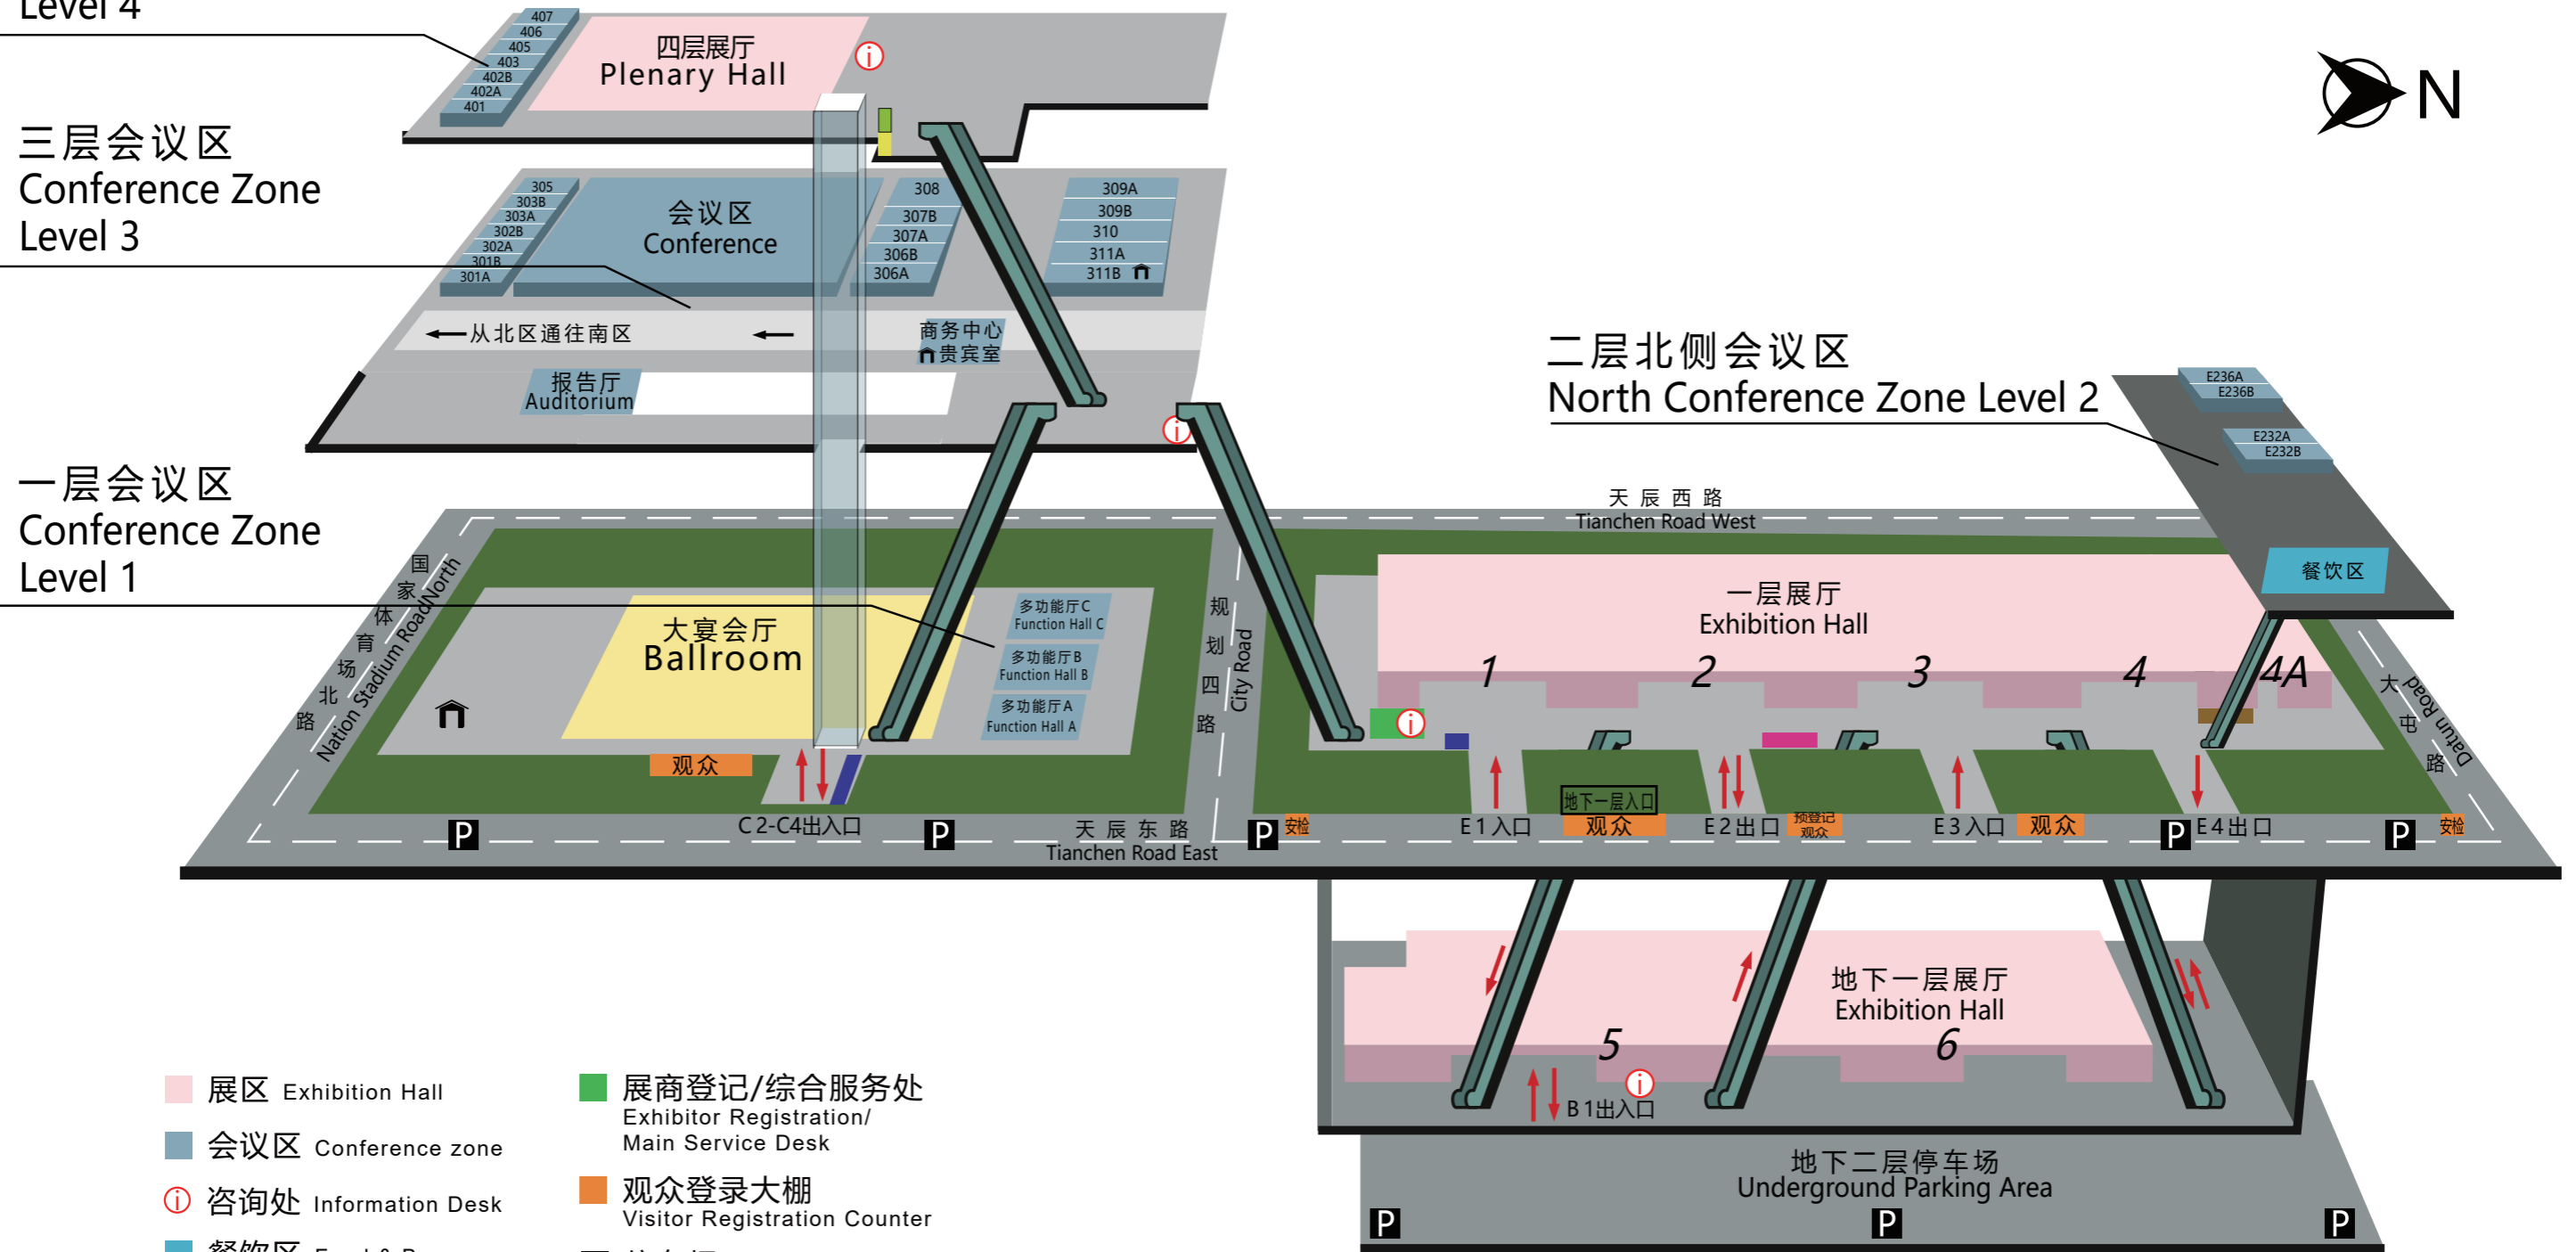 Level 4
407
406
405
403
402B
402A
401
四层展厅
Plenary Hall
i
N
三层会议区
Conference Zone
Level 3
305
303B
303A
302B
302A
301B
301A
会议区
Conference
308
307B
307A
306B
306A
309A
309B
310
311A
311B
从北区通往南区
商务中心
贵宾室
报告厅
Auditorium
i
二层北侧会议区
North Conference Zone Level 2
E236A
E236B
E232A
E232B
餐饮区
一层会议区
Conference Zone
Level 1
天辰西路
Tianchen Road West
国家体育场北路
Nation Stadium RoadNorth
大宴会厅
Ballroom
多功能厅C
Function Hall C
多功能厅B
Function Hall B
多功能厅A
Function Hall A
规划四路
City Road
一层展厅
Exhibition Hall
1
2
3
4
4A
i
大屯路
Datun Road
观众
C2-C4出入口
P
P
天辰东路
Tianchen Road East
P
安检
E1入口
地下一层入口
观众
E2出口
预登记
观众
E3入口
观众
P
E4出口
P
安检
地下一层展厅
Exhibition Hall
5
6
i
B1出入口
地下二层停车场
Underground Parking Area
P
P
P
展区 Exhibition Hall
会议区 Conference zone
i 咨询处 Information Desk
展商登记/综合服务处
Exhibitor Registration/
Main Service Desk
观众登录大棚
Visitor Registration Counter
餐饮区